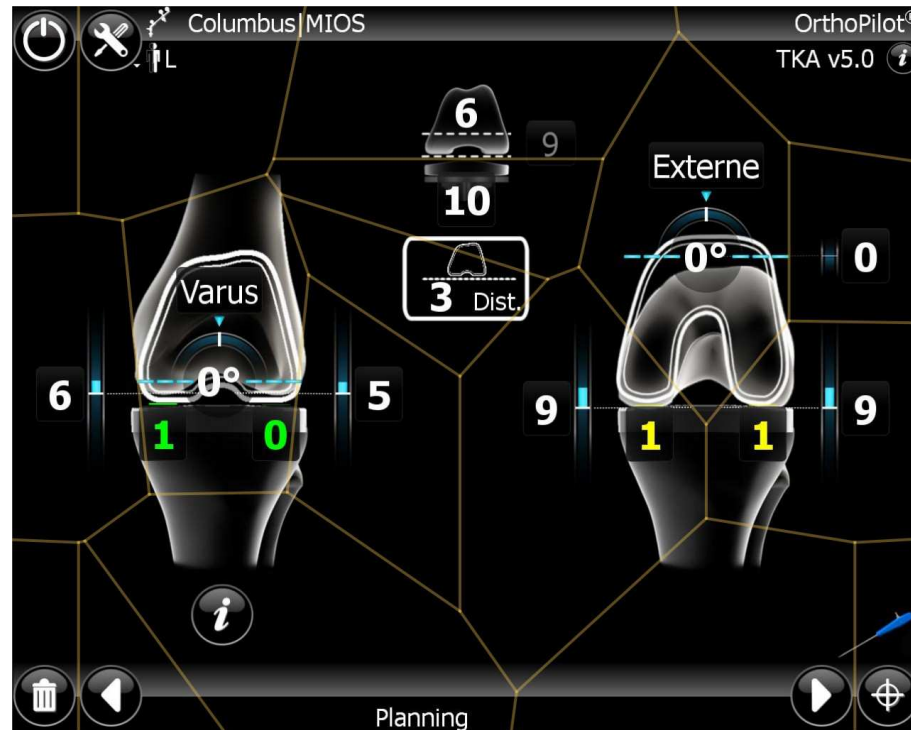 Columbus|MIOS
OrthoPilot®
L
TKA v5.0 i
6
9
10
3 Dist.
Varus
0°
6
5
1
0
Externe
0°
0
9
9
1
1
i
Planning